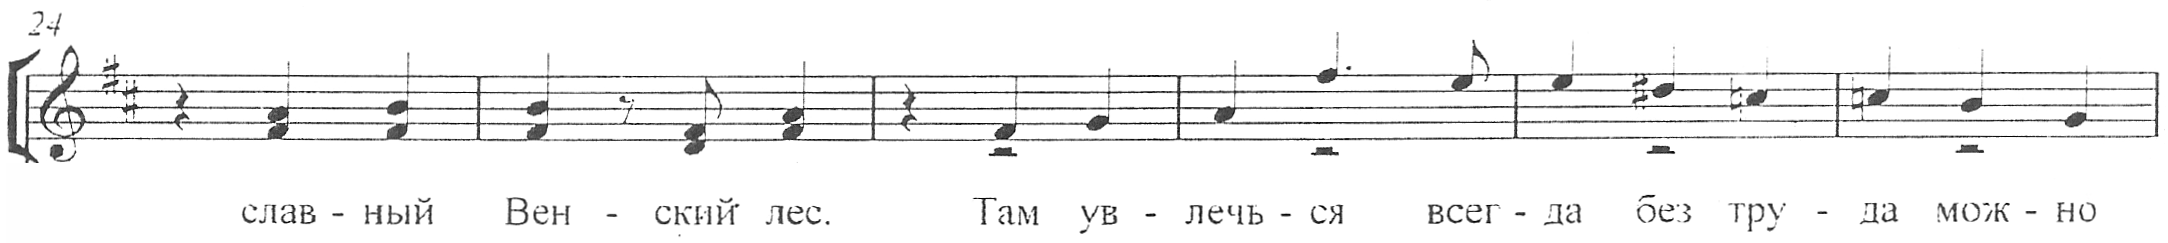 24
слав - ный Вен - ский лес. Там ув - лечь - ся всег - да без тру - да мож - но